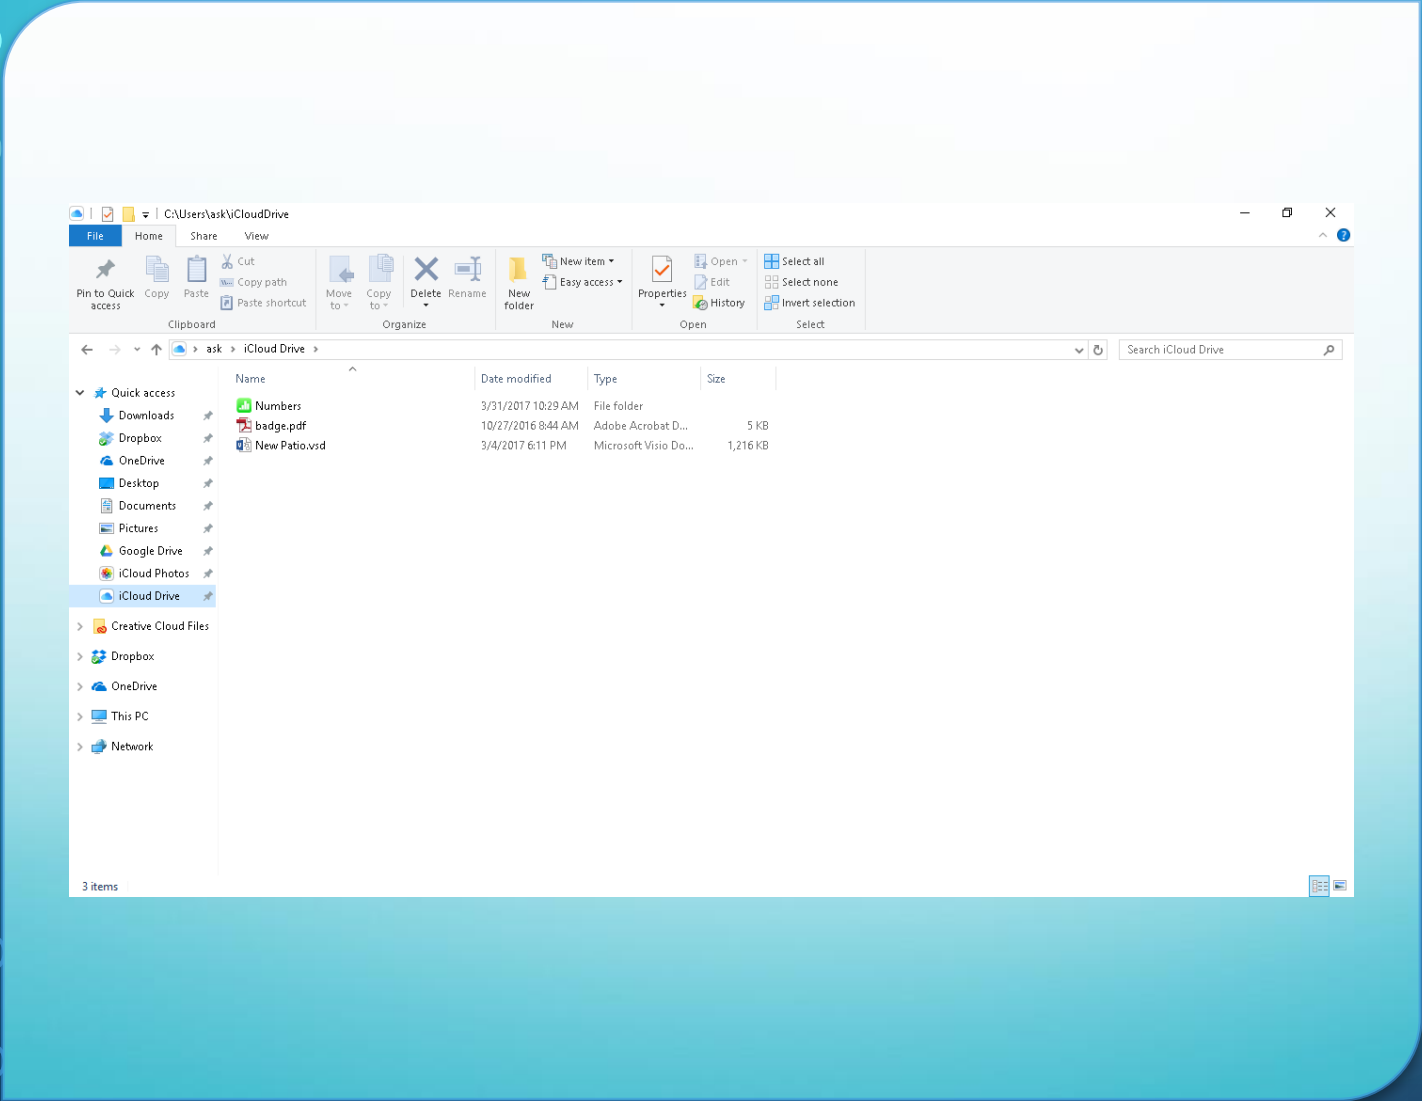 C:\Users\ask\iCloudDrive
File Home Share View
Pin to Quick access
Copy
Paste
Cut
Copy path
Paste shortcut
Clipboard
Move to
Copy to
Delete
Rename
Organize
New folder
New item
Easy access
New
Properties
Open
Edit
History
Open
Select all
Select none
Invert selection
Select
ask iCloud Drive
Search iCloud Drive
Quick access
Downloads
Dropbox
OneDrive
Desktop
Documents
Pictures
Google Drive
iCloud Photos
iCloud Drive
Creative Cloud Files
Dropbox
OneDrive
This PC
Network
Name Date modified Type Size
Numbers 3/31/2017 10:29 AM File folder
badge.pdf 10/27/2016 8:44 AM Adobe Acrobat D... 5 KB
New Patio.vsd 3/4/2017 6:11 PM Microsoft Visio Do... 1,216 KB
3 items